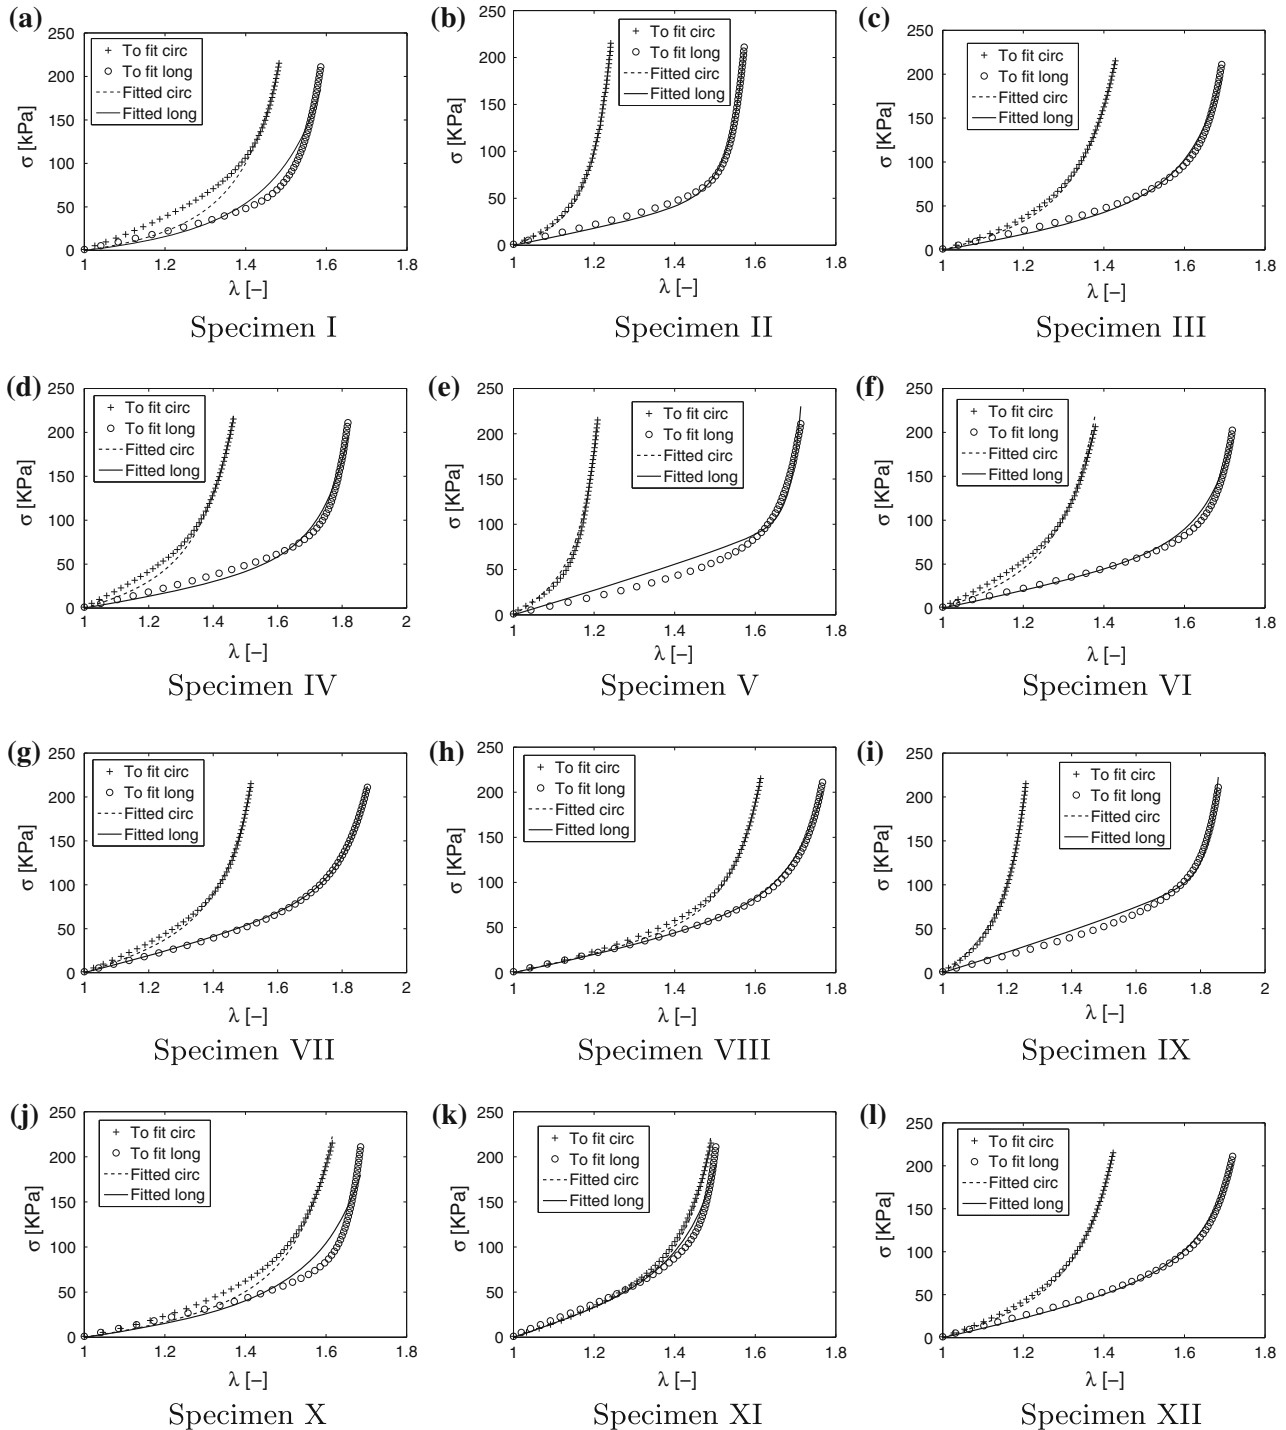 (a)
250
200
150
100
50
0
σ [KPa]
To fit circ
To fit long
Fitted circ
Fitted long
1 1.2 1.4 1.6 1.8
λ [–]
Specimen I
(b)
250
200
150
100
50
0
σ [KPa]
To fit circ
To fit long
Fitted circ
Fitted long
1 1.2 1.4 1.6 1.8
λ [–]
Specimen II
(c)
250
200
150
100
50
0
σ [KPa]
To fit circ
To fit long
Fitted circ
Fitted long
1 1.2 1.4 1.6 1.8
λ [–]
Specimen III
(d)
250
200
150
100
50
0
σ [KPa]
To fit circ
To fit long
Fitted circ
Fitted long
1 1.2 1.4 1.6 1.8 2
λ [–]
Specimen IV
(e)
250
200
150
100
50
0
σ [KPa]
To fit circ
To fit long
Fitted circ
Fitted long
1 1.2 1.4 1.6 1.8
λ [–]
Specimen V
(f)
250
200
150
100
50
0
σ [KPa]
To fit circ
To fit long
Fitted circ
Fitted long
1 1.2 1.4 1.6 1.8
λ [–]
Specimen VI
(g)
250
200
150
100
50
0
σ [KPa]
To fit circ
To fit long
Fitted circ
Fitted long
1 1.2 1.4 1.6 1.8 2
λ [–]
Specimen VII
(h)
250
200
150
100
50
0
σ [KPa]
To fit circ
To fit long
Fitted circ
Fitted long
1 1.2 1.4 1.6 1.8
λ [–]
Specimen VIII
(i)
250
200
150
100
50
0
σ [KPa]
To fit circ
To fit long
Fitted circ
Fitted long
1 1.2 1.4 1.6 1.8 2
λ [–]
Specimen IX
(j)
250
200
150
100
50
0
σ [KPa]
To fit circ
To fit long
Fitted circ
Fitted long
1 1.2 1.4 1.6 1.8
λ [–]
Specimen X
(k)
250
200
150
100
50
0
σ [KPa]
To fit circ
To fit long
Fitted circ
Fitted long
1 1.2 1.4 1.6 1.8
λ [–]
Specimen XI
(l)
250
200
150
100
50
0
σ [KPa]
To fit circ
To fit long
Fitted circ
Fitted long
1 1.2 1.4 1.6 1.8
λ [–]
Specimen XII